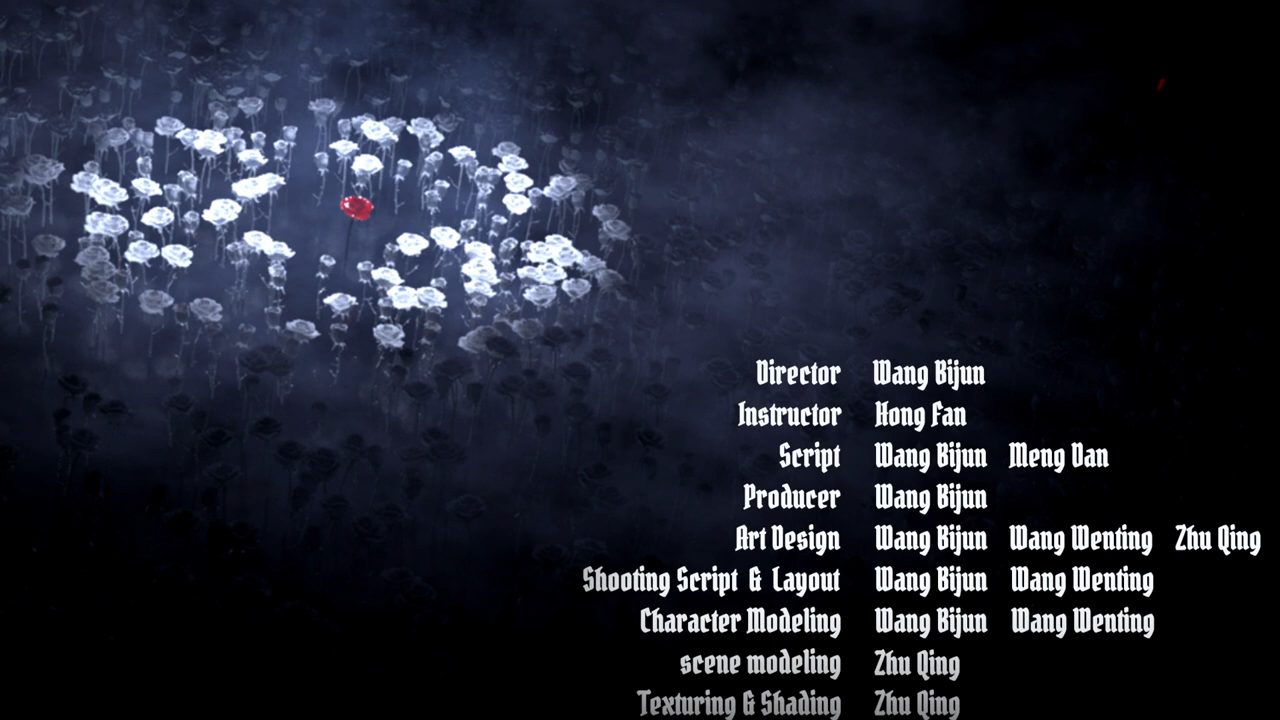 Director Wang Bijun
Instructor Hong Fan
Script Wang Bijun Meng Dan
Producer Wang Bijun
Art Design Wang Bijun Wang Wenting Zhu Qing
Shooting Script & Layout Wang Bijun Wang Wenting
Character Modeling Wang Bijun Wang Wenting
scene modeling Zhu Qing
Texturing & Shading Zhu Qing